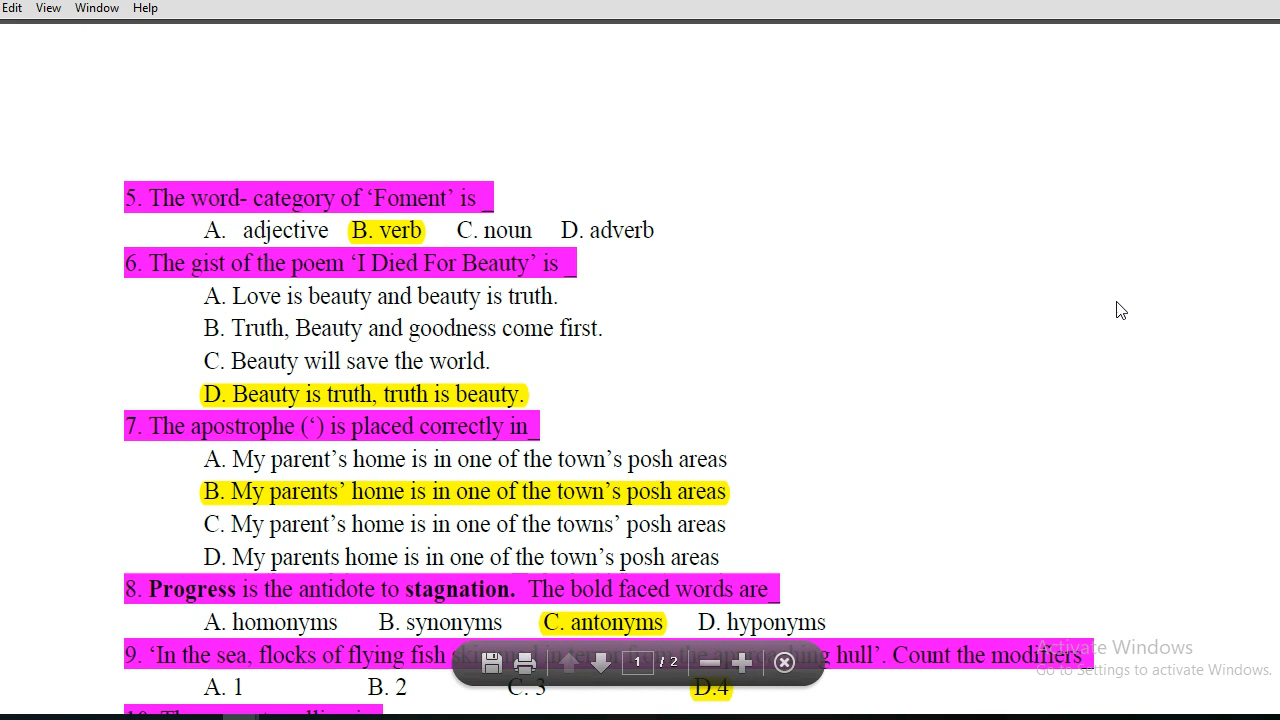 Edit View Window Help
5. The word- category of ‘Foment’ is _
A. adjective B. verb C. noun D. adverb
6. The gist of the poem ‘I Died For Beauty’ is _
A. Love is beauty and beauty is truth.
B. Truth, Beauty and goodness come first.
C. Beauty will save the world.
D. Beauty is truth, truth is beauty.
7. The apostrophe (‘) is placed correctly in_
A. My parent’s home is in one of the town’s posh areas
B. My parents’ home is in one of the town’s posh areas
C. My parent’s home is in one of the towns’ posh areas
D. My parents home is in one of the town’s posh areas
8. Progress is the antidote to stagnation. The bold faced words are_
A. homonyms B. synonyms C. antonyms D. hyponyms
9. ‘In the sea, flocks of flying fish hull’. Count the modifiers
1 / 2
Activate Windows
Go to Settings to activate Windows.
A. 1 B. 2 C. 3 D.4